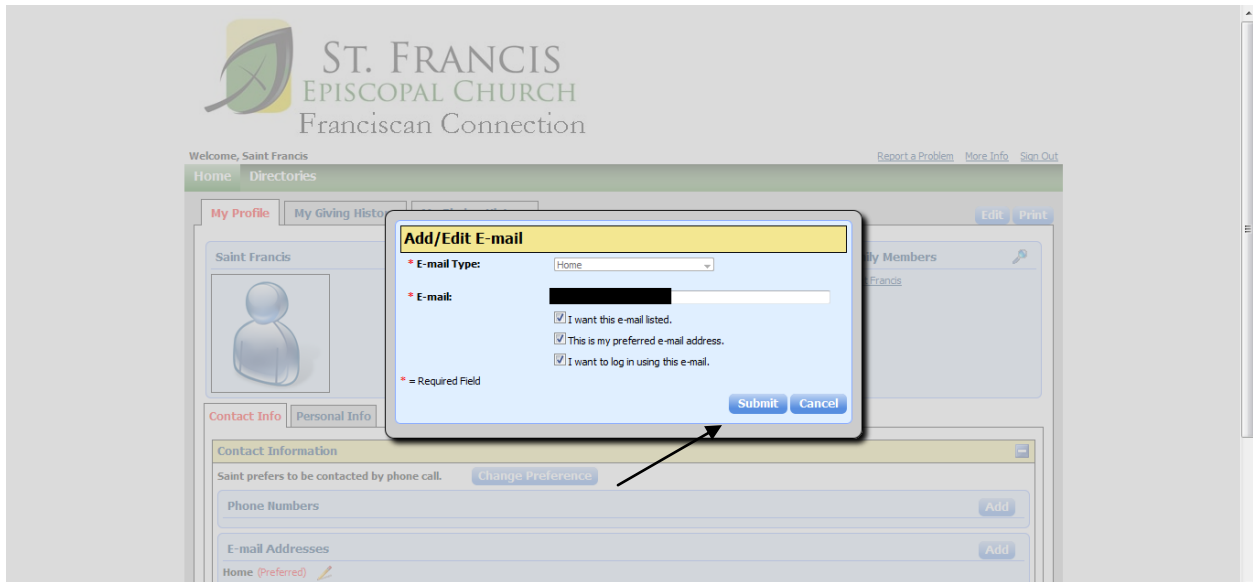 ST. FRANCIS
EPISCOPAL CHURCH
Franciscan Connection
Welcome, Saint Francis
Report a Problem More Info Sign Out
Home Directories
My Profile My Giving Histor
Edit Print
Add/Edit E-mail
Saint Francis
ily Members
* E-mail Type: Home
Francis
* E-mail:
I want this e-mail listed.
This is my preferred e-mail address.
I want to log in using this e-mail.
* = Required Field
Submit Cancel
Contact Info Personal Info
Contact Information
Saint prefers to be contacted by phone call. Change Preference
Phone Numbers Add
E-mail Addresses Add
Home (Preferred)